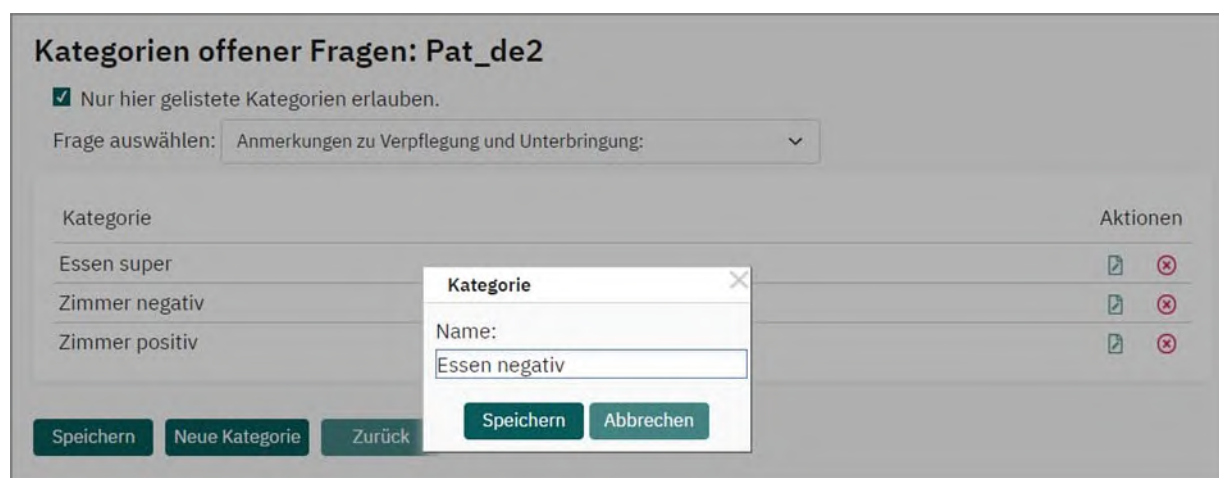 Kategorien offener Fragen: Pat_de2
Nur hier gelistete Kategorien erlauben.
Frage auswählen: Anmerkungen zu Verpflegung und Unterbringung:
Kategorie Aktionen
Essen super
Zimmer negativ
Zimmer positiv
Kategorie
Name:
Essen negativ
Speichern Abbrechen
Speichern Neue Kategorie Zurück